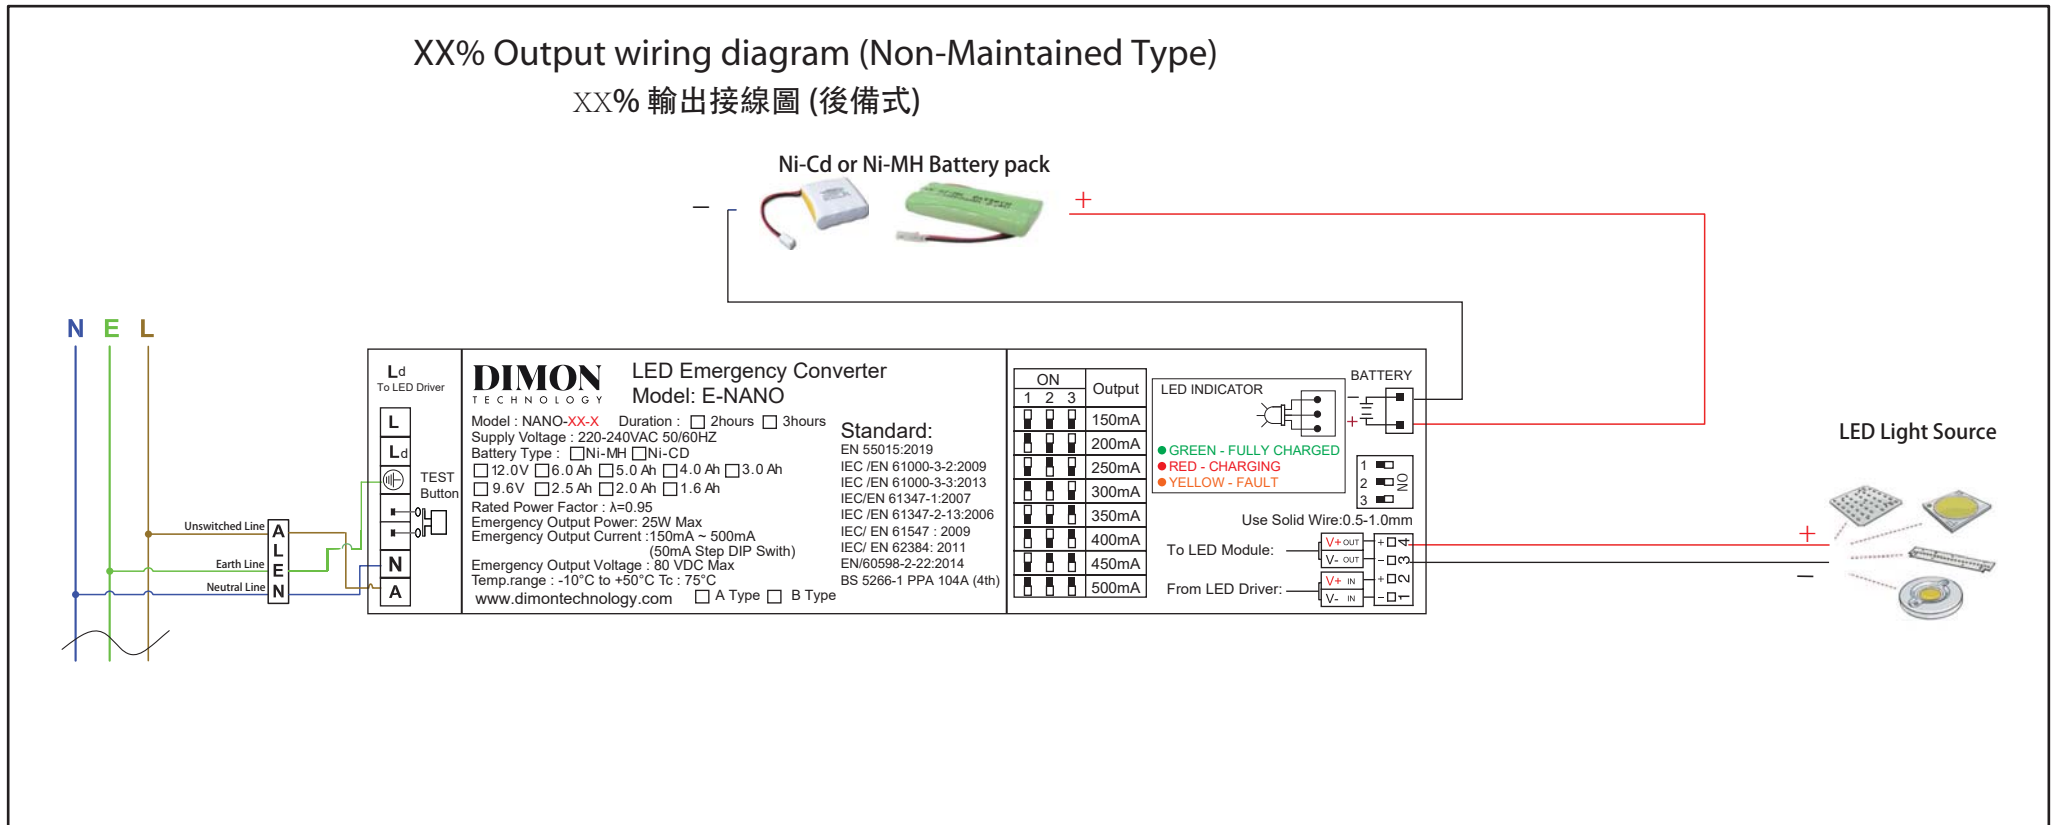 XX% Output wiring diagram (Non-Maintained Type)
XX% 輸出接線圖 (後備式)
Ni-Cd or Ni-MH Battery pack
− +
N E L
Unswitched Line
Earth Line
Neutral Line
A
L
E
N
Ld
To LED Driver
L
Ld
TEST
Button
N
A
DIMON
TECHNOLOGY
LED Emergency Converter
Model: E-NANO
Model : NANO-XX-X Duration : 2hours 3hours
Supply Voltage : 220-240VAC 50/60HZ
Battery Type : Ni-MH Ni-CD
12.0V 6.0 Ah 5.0 Ah 4.0 Ah 3.0 Ah
9.6V 2.5 Ah 2.0 Ah 1.6 Ah
Rated Power Factor : λ=0.95
Emergency Output Power: 25W Max
Emergency Output Current :150mA ~ 500mA
(50mA Step DIP Swith)
Emergency Output Voltage : 80 VDC Max
Temp.range : -10°C to +50°C Tc : 75°C
www.dimontechnology.com A Type B Type
Standard:
EN 55015:2019
IEC /EN 61000-3-2:2009
IEC /EN 61000-3-3:2013
IEC/EN 61347-1:2007
IEC /EN 61347-2-13:2006
IEC/ EN 61547 : 2009
IEC/ EN 62384: 2011
EN/60598-2-22:2014
BS 5266-1 PPA 104A (4th)
ON
1 2 3
Output
150mA
200mA
250mA
300mA
350mA
400mA
450mA
500mA
LED INDICATOR
GREEN - FULLY CHARGED
RED - CHARGING
YELLOW - FAULT
BATTERY
−
+
1
2
3
ON
Use Solid Wire:0.5-1.0mm
To LED Module:
V+ OUT + 4
V- OUT − 3
From LED Driver:
V+ IN + 2
V- IN − 1
LED Light Source
+
−